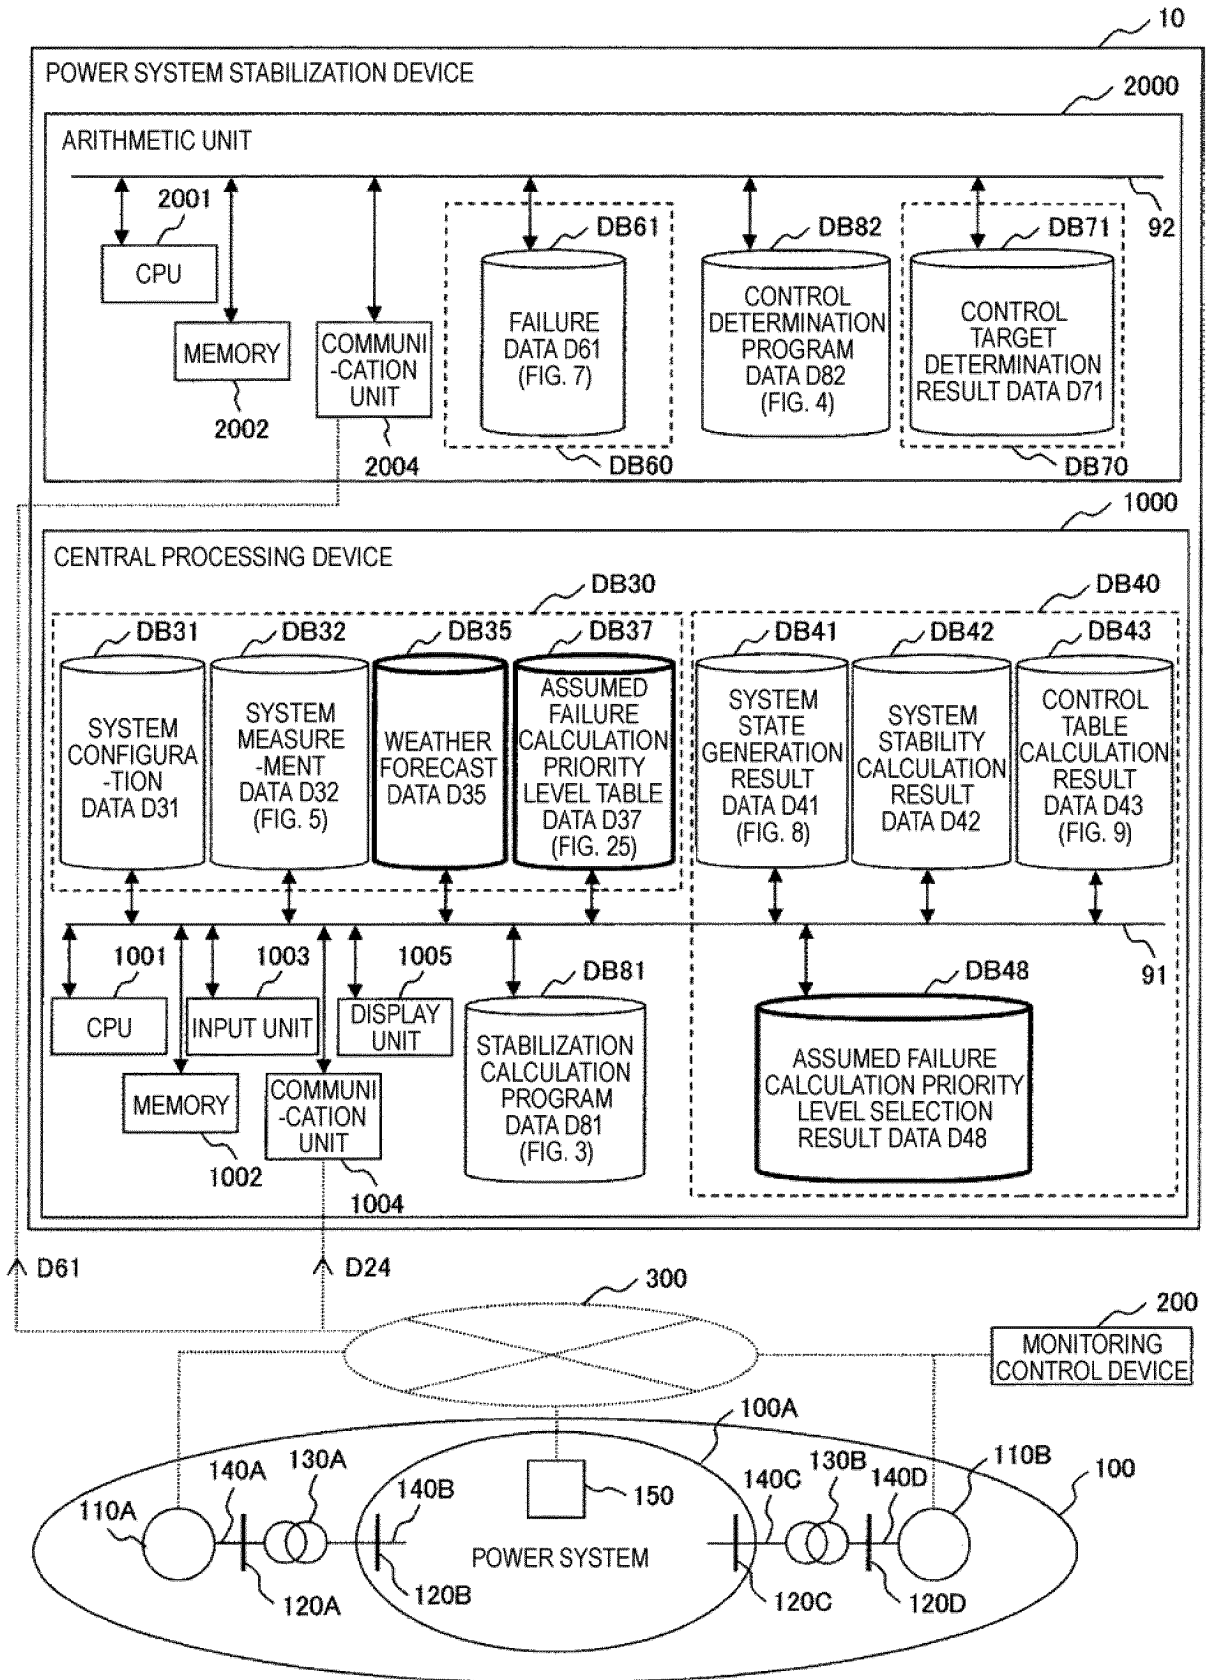 10
POWER SYSTEM STABILIZATION DEVICE
2000
ARITHMETIC UNIT
92
2001
CPU
MEMORY
2002
COMMUNI
-CATION
UNIT
2004
DB61
FAILURE
DATA D61
(FIG. 7)
DB60
DB82
CONTROL
DETERMINATION
PROGRAM
DATA D82
(FIG. 4)
DB71
CONTROL
TARGET
DETERMINATION
RESULT DATA D71
DB70
1000
CENTRAL PROCESSING DEVICE
DB30
DB40
DB31
SYSTEM
CONFIGURA
-TION
DATA D31
DB32
SYSTEM
MEASURE
-MENT
DATA D32
(FIG. 5)
DB35
WEATHER
FORECAST
DATA D35
DB37
ASSUMED
FAILURE
CALCULATION
PRIORITY
LEVEL TABLE
DATA D37
(FIG. 25)
DB41
SYSTEM
STATE
GENERATION
RESULT
DATA D41
(FIG. 8)
DB42
SYSTEM
STABILITY
CALCULATION
RESULT
DATA D42
DB43
CONTROL
TABLE
CALCULATION
RESULT
DATA D43
(FIG. 9)
91
1001
CPU
MEMORY
1002
1003
INPUT UNIT
COMMUNI
-CATION
UNIT
1004
1005
DISPLAY
UNIT
DB81
STABILIZATION
CALCULATION
PROGRAM
DATA D81
(FIG. 3)
DB48
ASSUMED FAILURE
CALCULATION PRIORITY
LEVEL SELECTION
RESULT DATA D48
D61
D24
300
200
MONITORING
CONTROL DEVICE
100A
110B
100
110A
140A
130A
140B
150
140C
130B
140D
POWER SYSTEM
120A
120B
120C
120D